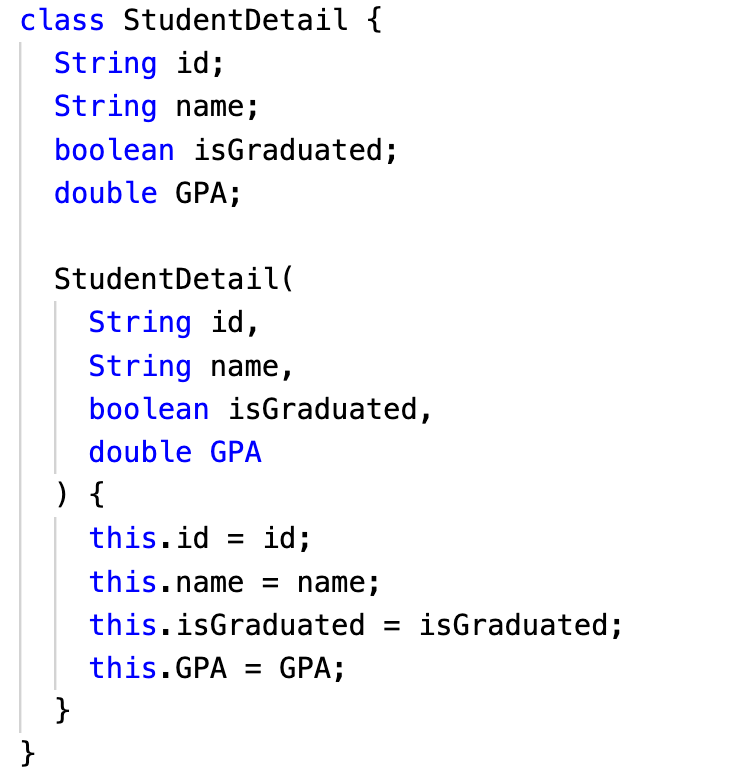 class StudentDetail {
  String id;
  String name;
  boolean isGraduated;
  double GPA;

  StudentDetail(
    String id,
    String name,
    boolean isGraduated,
    double GPA
  ) {
    this.id = id;
    this.name = name;
    this.isGraduated = isGraduated;
    this.GPA = GPA;
  }
}